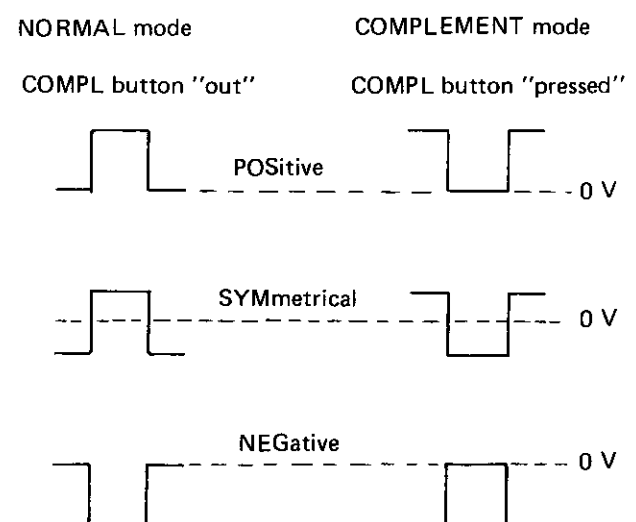 NORMAL mode COMPLEMENT mode
COMPL button "out" COMPL button "pressed"
POSitive
0 V
SYMmetrical
0 V
NEGative
0 V